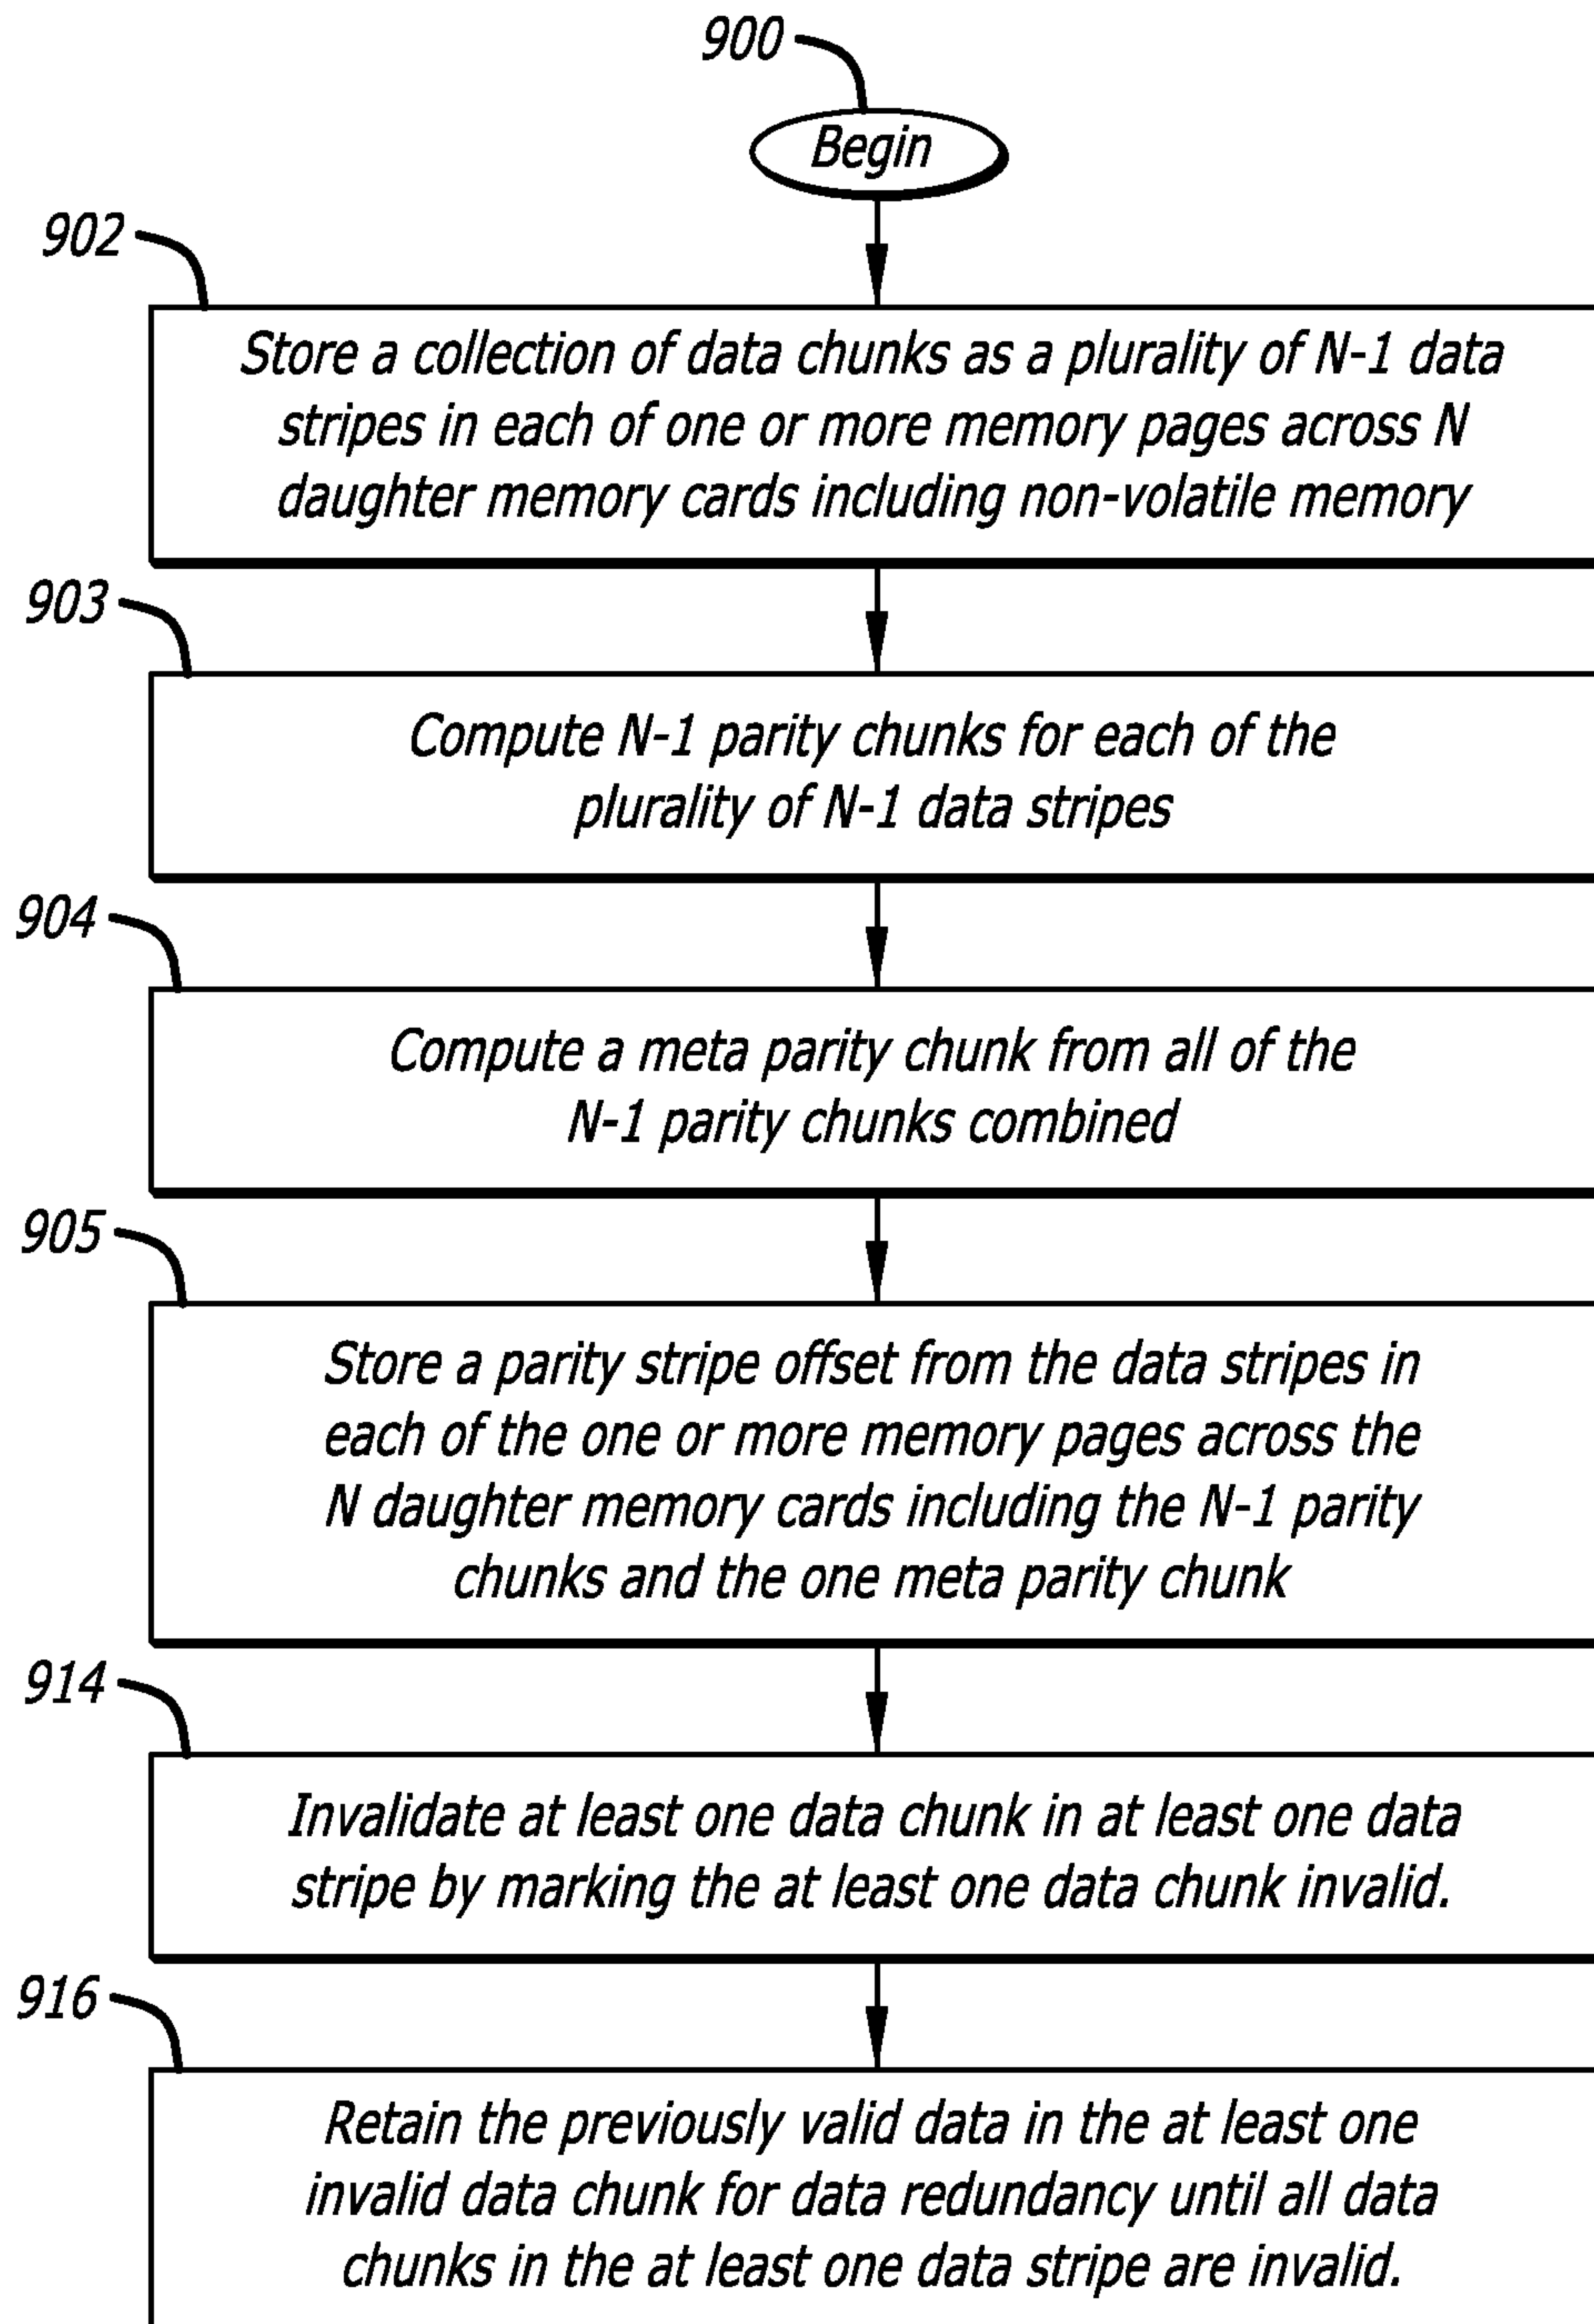 900
Begin
902
Store a collection of data chunks as a plurality of N-1 data
stripes in each of one or more memory pages across N
daughter memory cards including non-volatile memory
903
Compute N-1 parity chunks for each of the
plurality of N-1 data stripes
904
Compute a meta parity chunk from all of the
N-1 parity chunks combined
905
Store a parity stripe offset from the data stripes in
each of the one or more memory pages across the
N daughter memory cards including the N-1 parity
chunks and the one meta parity chunk
914
Invalidate at least one data chunk in at least one data
stripe by marking the at least one data chunk invalid.
916
Retain the previously valid data in the at least one
invalid data chunk for data redundancy until all data
chunks in the at least one data stripe are invalid.